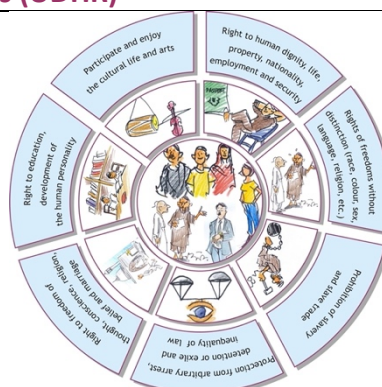 (UDHR)
Right to human dignity, life,
property, nationality,
employment and security
PASSPORT
Rights of freedoms without
distinction (race, colour, sex,
language, religion, etc.)
Prohibition of slavery
and slave trade
Protection from arbitrary arrest,
detention or exile and
inequality of law
Right to freedom of
thought, conscience, religion,
belief and marriage
Right to education,
development of
the human personality
Participate and enjoy
the cultural life and arts